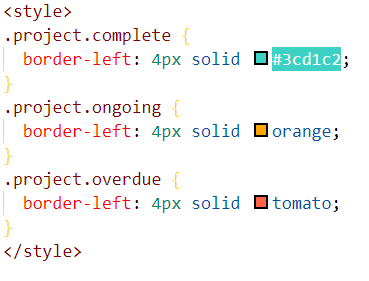 <style>
.project.complete {
  border-left: 4px solid #3cd1c2;
}
.project.ongoing {
  border-left: 4px solid orange;
}
.project.overdue {
  border-left: 4px solid tomato;
}
</style>